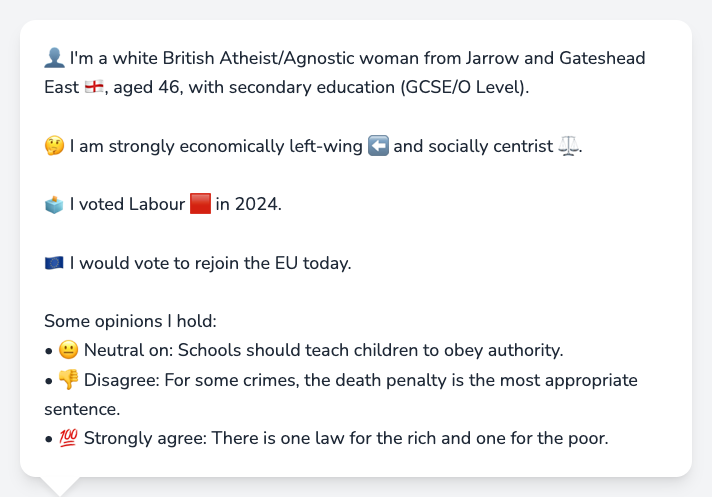 👤 I'm a white British Atheist/Agnostic woman from Jarrow and Gateshead
East 🏴󠁧󠁢󠁥󠁮󠁧󠁿, aged 46, with secondary education (GCSE/O Level).
🤔 I am strongly economically left-wing ⬅️ and socially centrist ⚖️.
🗳️ I voted Labour 🟥 in 2024.
🇪🇺 I would vote to rejoin the EU today.
Some opinions I hold:
• 😐 Neutral on: Schools should teach children to obey authority.
• 👎 Disagree: For some crimes, the death penalty is the most appropriate
sentence.
• 💯 Strongly agree: There is one law for the rich and one for the poor.